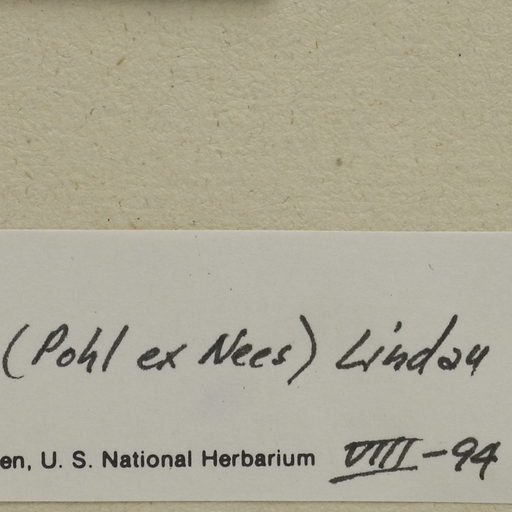 (Pohl ex Nees) Lindau
en, U. S. National Herbarium VIII-94